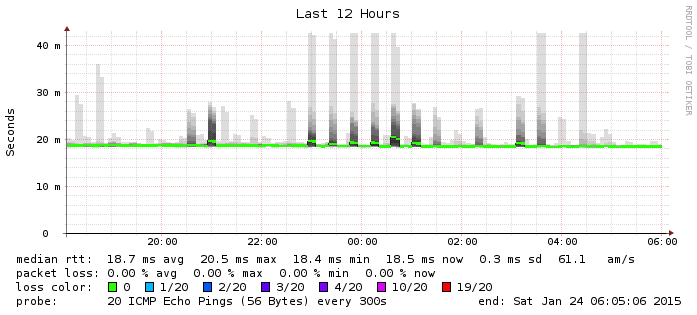 Last 12 Hours
RRDTOOL / TOBI OETIKER
Seconds
40 m
30 m
20 m
10 m
0
20:00 22:00 00:00 02:00 04:00 06:00
median rtt: 18.7 ms avg 20.5 ms max 18.4 ms min 18.5 ms now 0.3 ms sd 61.1 am/s
packet loss: 0.00 % avg 0.00 % max 0.00 % min 0.00 % now
loss color: 0 1/20 2/20 3/20 4/20 10/20 19/20
probe: 20 ICMP Echo Pings (56 Bytes) every 300s end: Sat Jan 24 06:05:06 2015